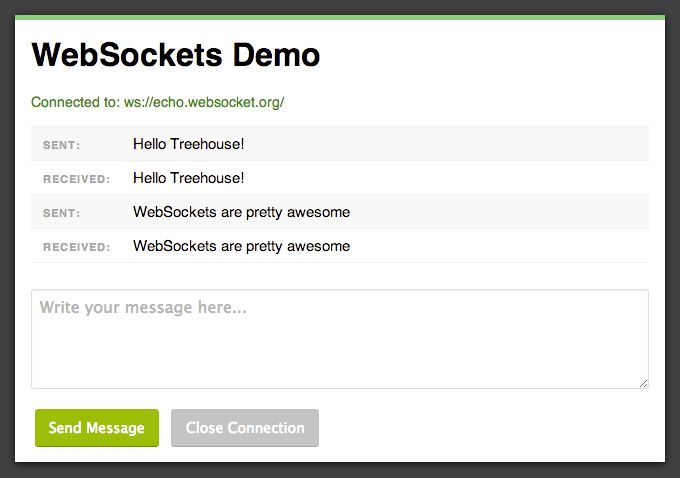 WebSockets Demo
Connected to: ws://echo.websocket.org/
SENT: Hello Treehouse!
RECEIVED: Hello Treehouse!
SENT: WebSockets are pretty awesome
RECEIVED: WebSockets are pretty awesome
Write your message here...
Send Message Close Connection